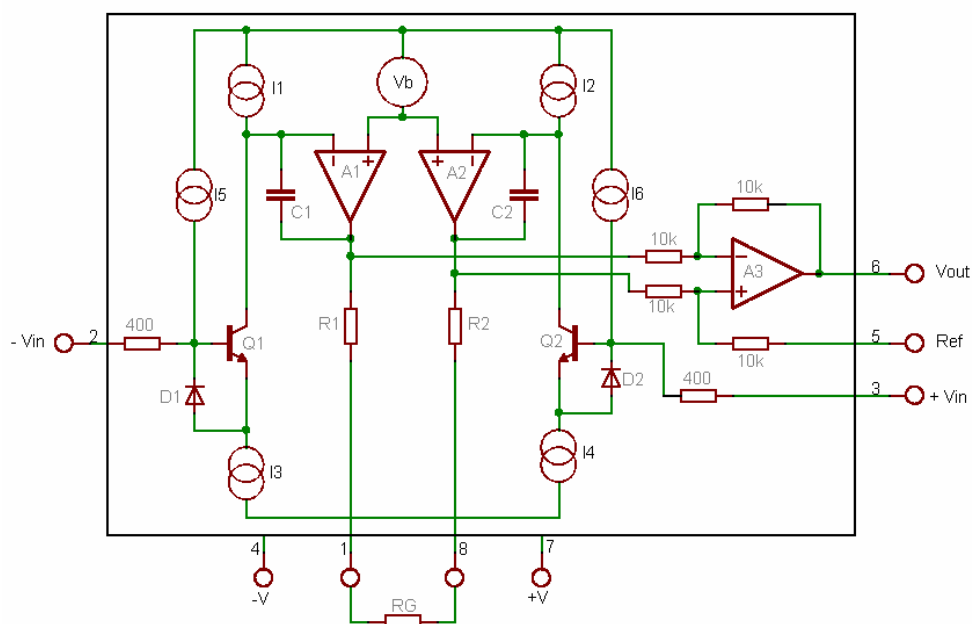 I1
Vb
I2
A1
A2
I5
C1
C2
I6
10k
10k
A3
6
Vout
10k
R1
R2
400
- Vin
2
Q1
Q2
10k
5
Ref
D1
D2
400
3
+ Vin
I3
I4
4
1
8
7
-V
+V
RG